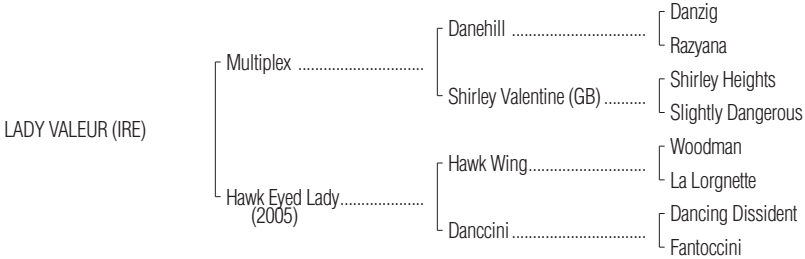 Danzig
Danehill ................................
Razyana
Multiplex ..............................
Shirley Heights
Shirley Valentine (GB) ..........
Slightly Dangerous
LADY VALEUR (IRE)
Woodman
Hawk Wing............................
La Lorgnette
Hawk Eyed Lady....................
(2005)
Dancing Dissident
Danccini ................................
Fantoccini